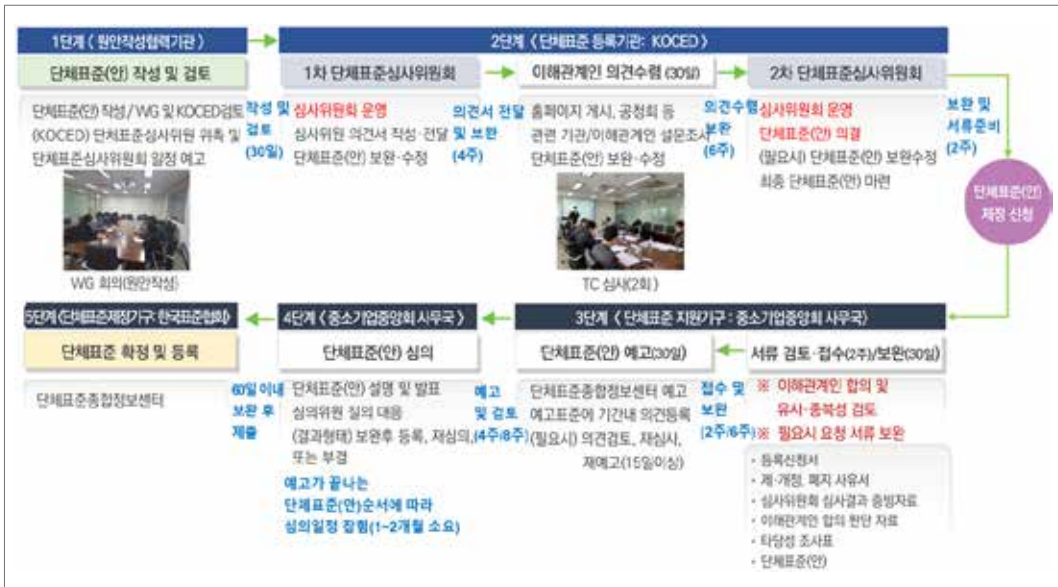 1단계 < 원안작성협력기관 >
단체표준(안) 작성 및 검토
단체표준(안) 작성/WG 및 KOCED검토
(KOCED) 단체표준심사위원 위촉 및
단체표준심사위원회 일정 예고
WG 회의(원안작성)
작성 및
검토
(30일)
2단계 < 단체표준 등록기관: KOCED >
1차 단체표준심사위원회
심사위원회 운영
심사위원 의견서 작성·전달
단체표준(안) 보완·수정
의견서 전달
및 보완
(4주)
이해관계인 의견수렴 (30일)
홈페이지 게시, 공청회 등
관련 기관/이해관계인 설문조사
단체표준(안) 보완·수정
TC 심사(2회)
의견수렴
보완
(6주)
2차 단체표준심사위원회
심사위원회 운영
단체표준(안) 의결
(필요시) 단체표준(안) 보완수정
최종 단체표준(안) 마련
보완 및
서류준비
(2주)
단체표준(안)
제정 신청
3단계 < 단체표준 지원기구 : 중소기업중앙회 사무국>
서류 검토·접수(2주)/보완(30일)
※ 이해관계인 합의 및
유사·중복성 검토
※ 필요시 요청 서류 보완
• 등록신청서
• 제·개정, 폐지 사유서
• 심사위원회 심사결과 증빙자료
• 이해관계인 합의 판단 자료
• 타당성 조사표
• 단체표준(안)
접수 및
보완
(2주/6주)
단체표준(안) 예고(30일)
단체표준종합정보센터 예고
예고표준에 기간내 의견등록
(필요시) 의견검토, 재심사,
재예고(15일이상)
예고
및 검토
(4주/8주)
4단계 < 중소기업중앙회 사무국 >
단체표준(안) 심의
단체표준(안) 설명 및 발표
심의위원 질의 대응
(결과형태) 보완후 등록, 재심의,
또는 부결
예고가 끝나는
단체표준(안)순서에 따라
심의일정 잡힘(1~2개월 소요)
60일 이내
보완 후
제출
5단계<단체표준제정기구: 한국표준협회>
단체표준 확정 및 등록
단체표준종합정보센터